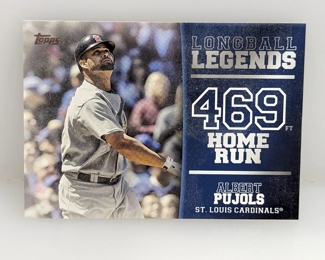 Topps
LONGBALL
LEGENDS
469 FT
HOME
RUN
ALBERT
PUJOLS
ST. LOUIS CARDINALS®